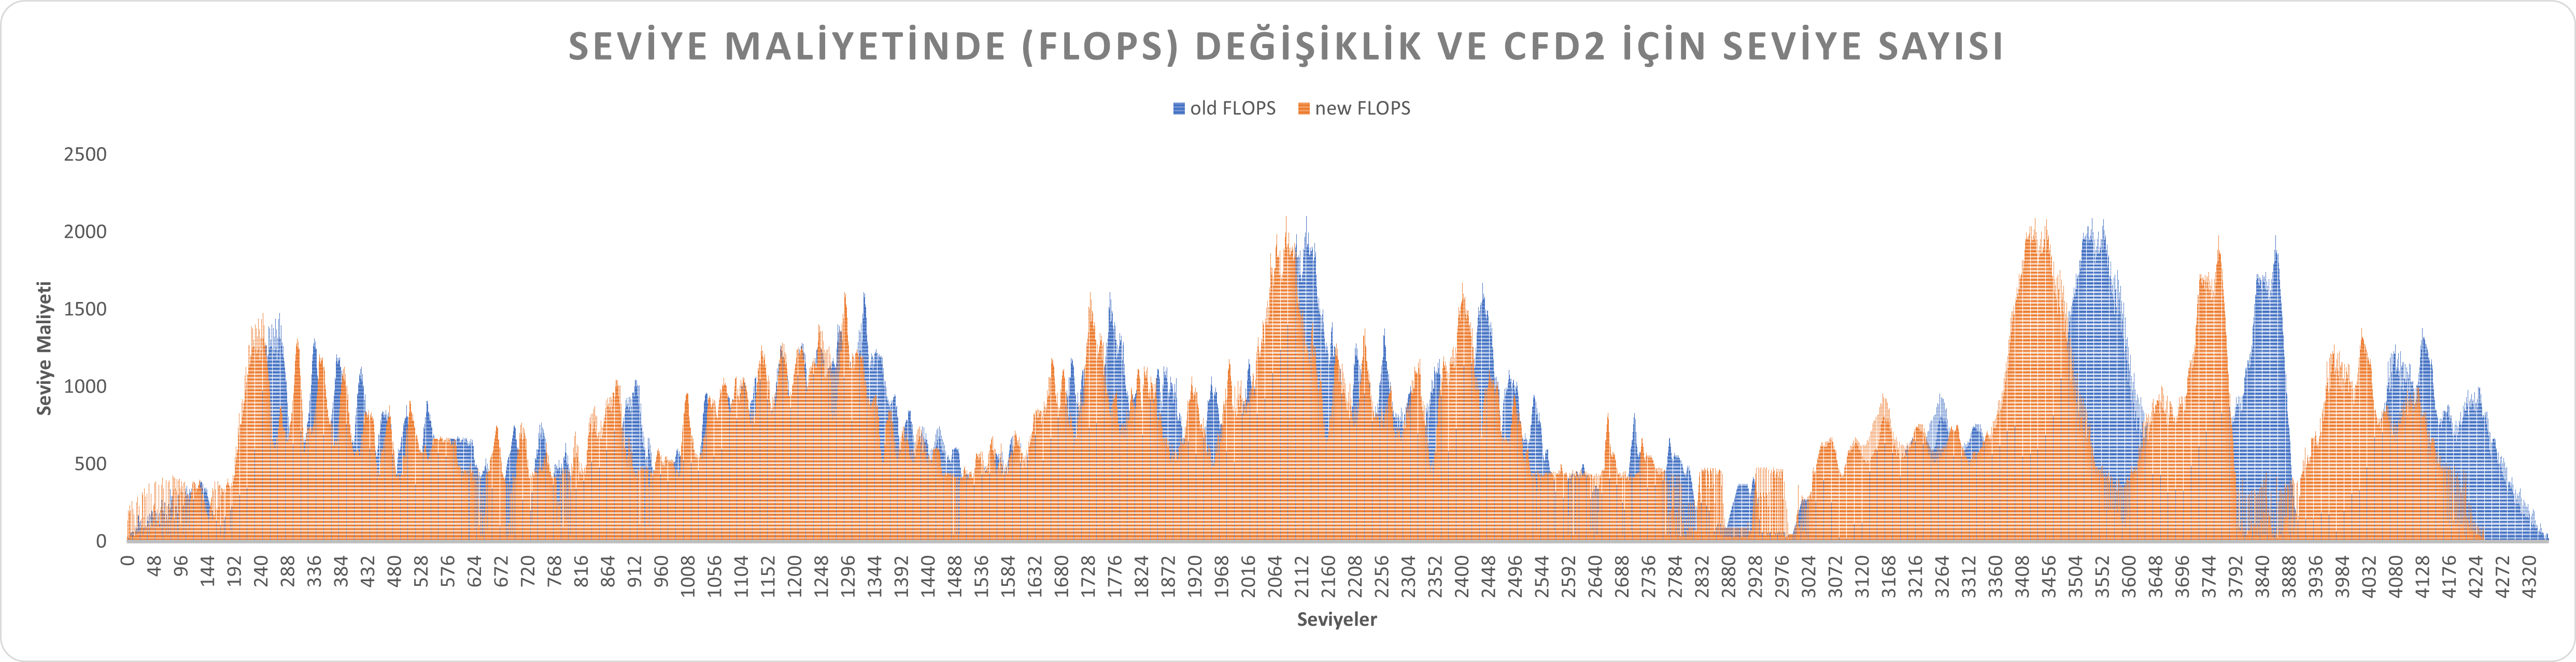 SEVİYE MALİYETİNDE (FLOPS) DEĞİŞİKLİK VE CFD2 İÇİN SEVİYE SAYISI
old FLOPS new FLOPS
2500
2000
1500
1000
500
0
Seviye Maliyeti
0 48 96 144 192 240 288 336 384 432 480 528 576 624 672 720 768 816 864 912 960 1008 1056 1104 1152 1200 1248 1296 1344 1392 1440 1488 1536 1584 1632 1680 1728 1776 1824 1872 1920 1968 2016 2064 2112 2160 2208 2256 2304 2352 2400 2448 2496 2544 2592 2640 2688 2736 2784 2832 2880 2928 2976 3024 3072 3120 3168 3216 3264 3312 3360 3408 3456 3504 3552 3600 3648 3696 3744 3792 3840 3888 3936 3984 4032 4080 4128 4176 4224 4272 4320
Seviyeler